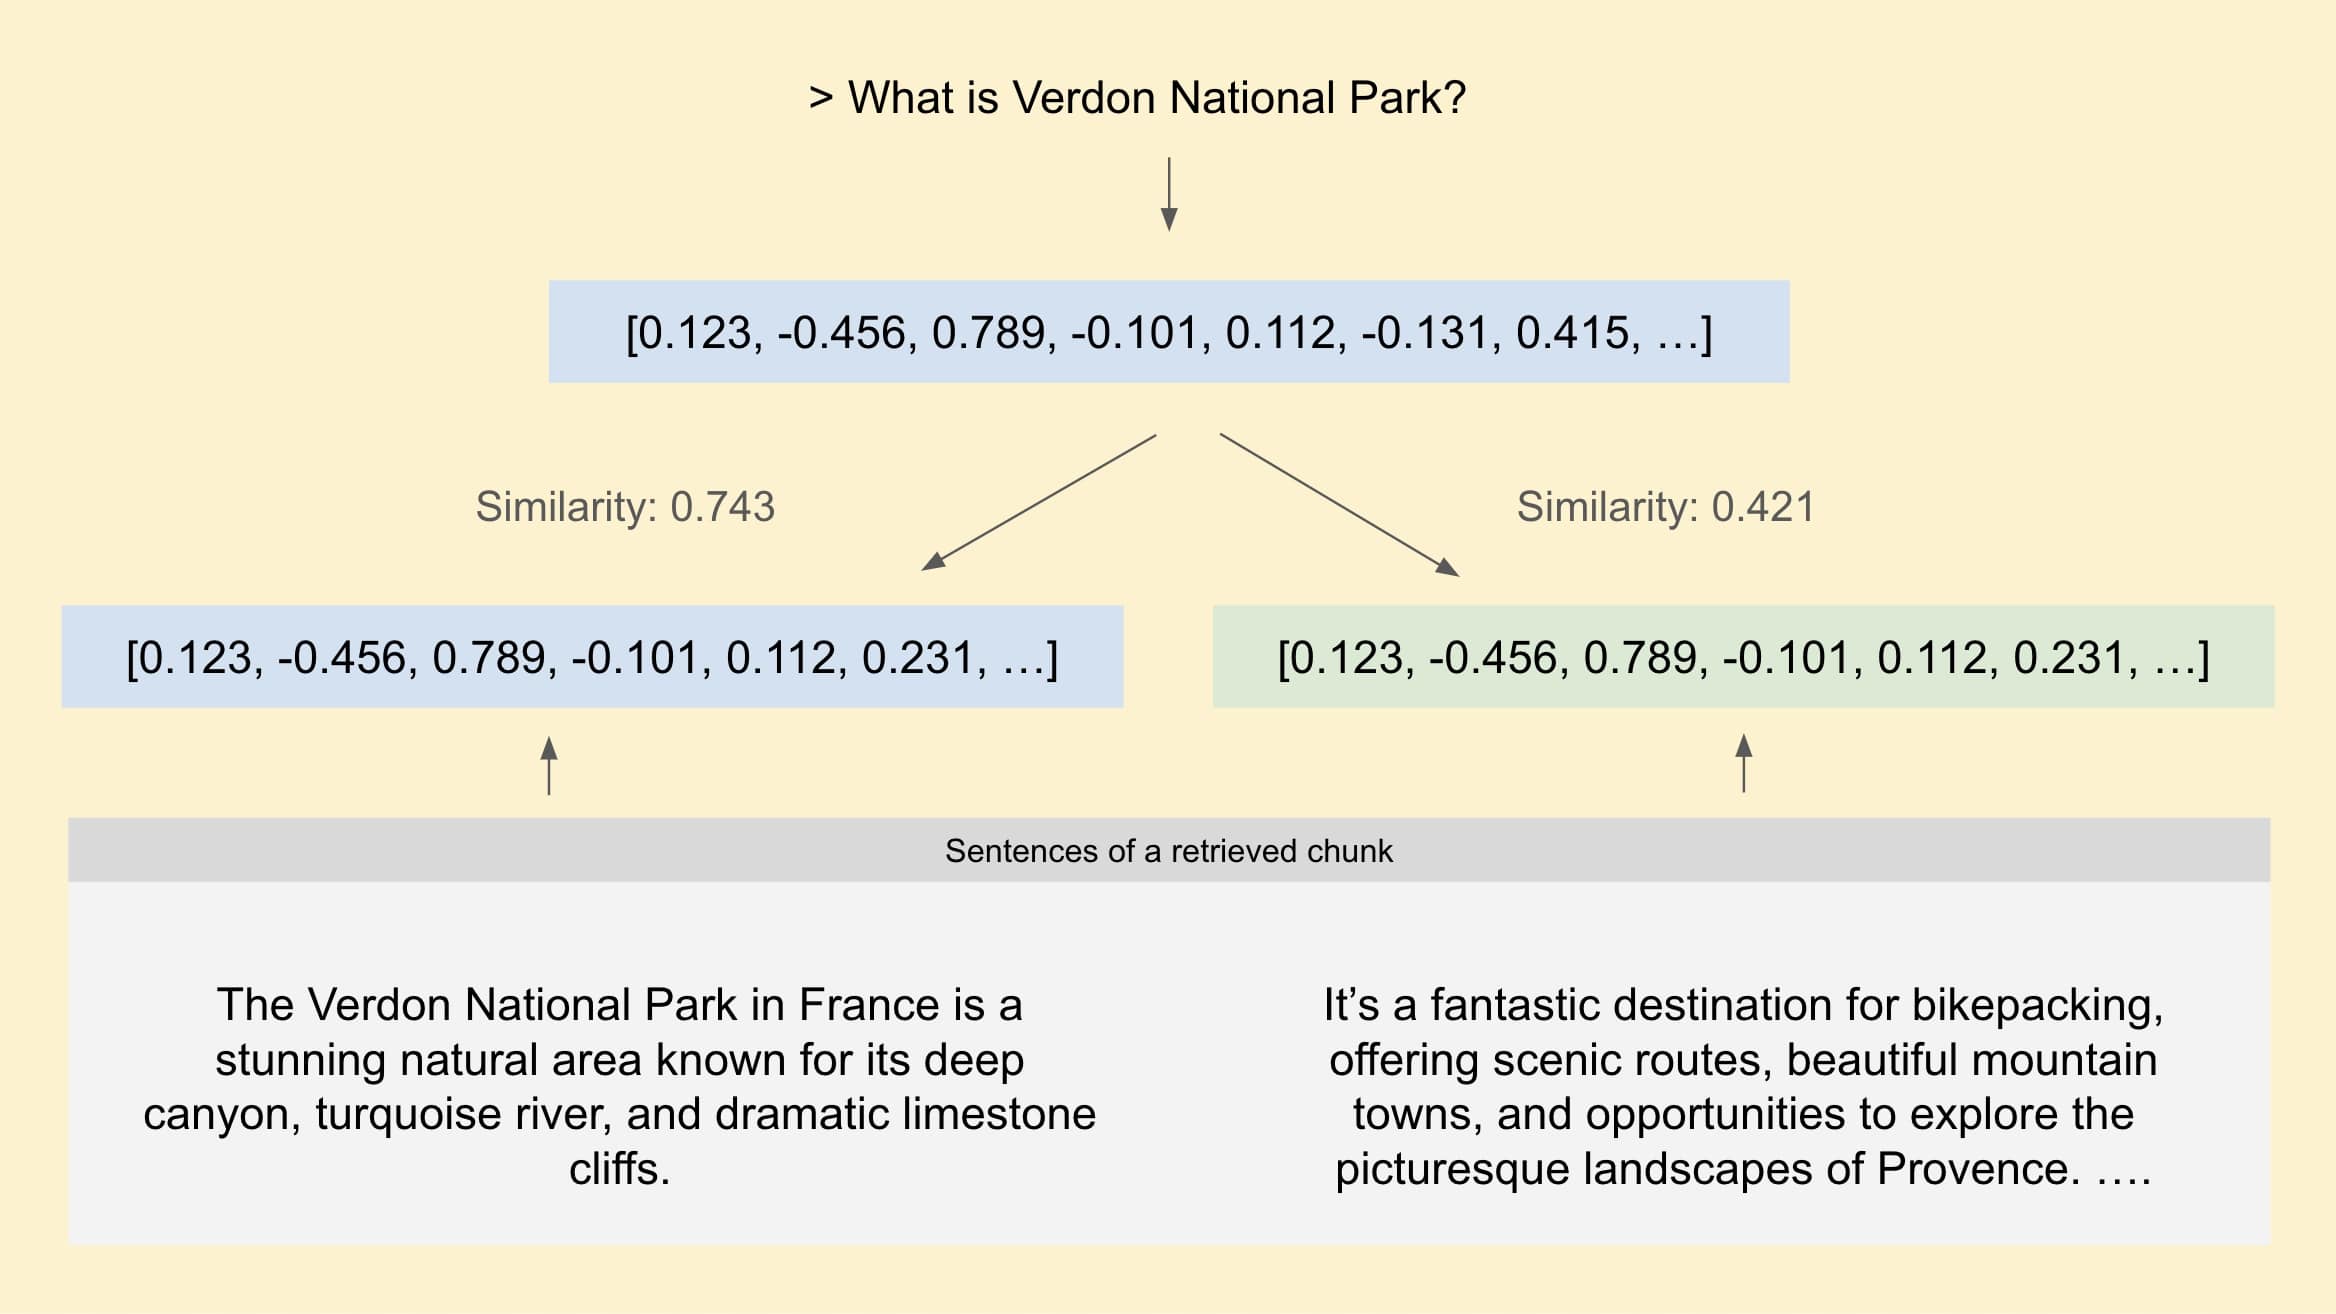 > What is Verdon National Park?
[0.123, -0.456, 0.789, -0.101, 0.112, -0.131, 0.415, …]
Similarity: 0.743
Similarity: 0.421
[0.123, -0.456, 0.789, -0.101, 0.112, 0.231, …]
[0.123, -0.456, 0.789, -0.101, 0.112, 0.231, …]
Sentences of a retrieved chunk
The Verdon National Park in France is a
stunning natural area known for its deep
canyon, turquoise river, and dramatic limestone
cliffs.
It’s a fantastic destination for bikepacking,
offering scenic routes, beautiful mountain
towns, and opportunities to explore the
picturesque landscapes of Provence. ….